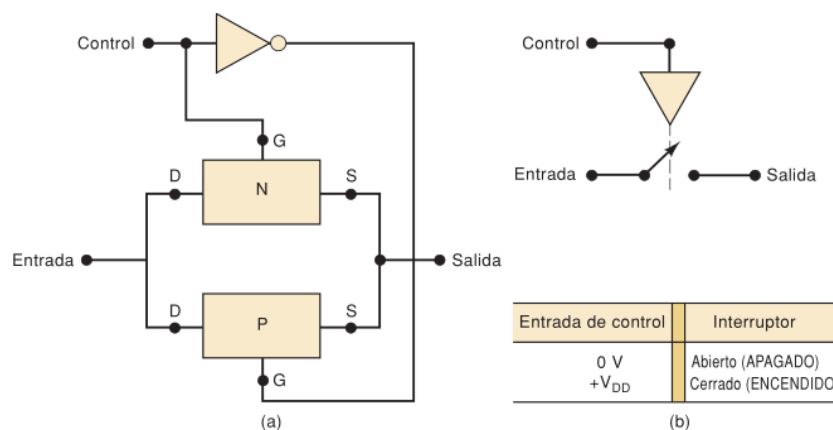 Control
G
D
N
S
Entrada
Salida
D
P
S
G
(a)
Control
Entrada
Salida
Entrada de control Interruptor
0 V Abierto (APAGADO)
+VDD Cerrado (ENCENDIDO
(b)